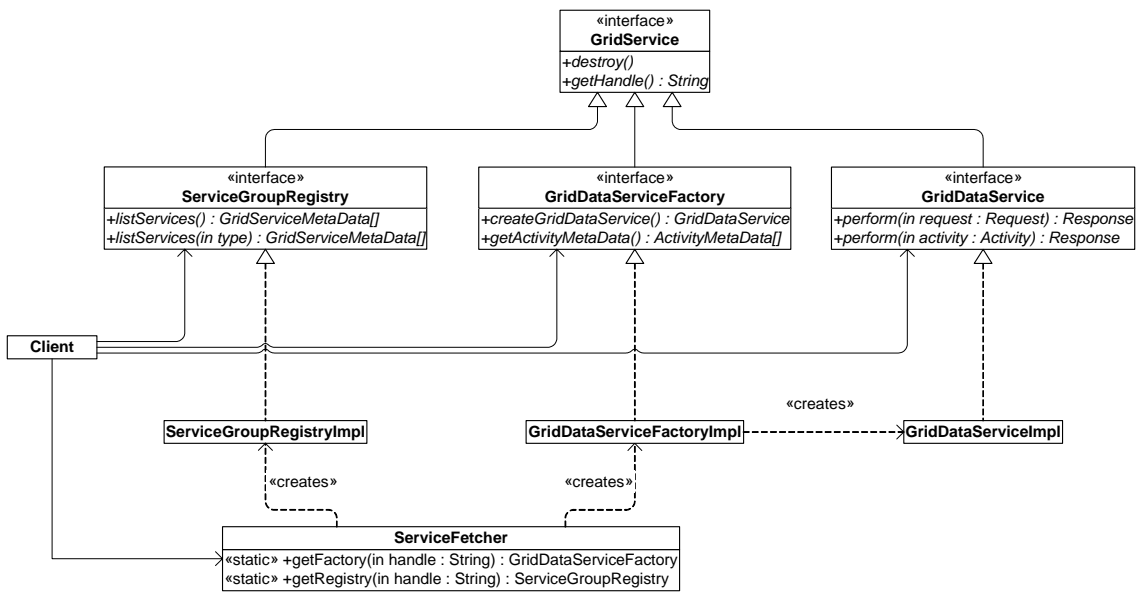 «interface»
GridService
+destroy()
+getHandle() : String
«interface»
ServiceGroupRegistry
+listServices() : GridServiceMetaData[]
+listServices(in type) : GridServiceMetaData[]
«interface»
GridDataServiceFactory
+createGridDataService() : GridDataService
+getActivityMetaData() : ActivityMetaData[]
«interface»
GridDataService
+perform(in request : Request) : Response
+perform(in activity : Activity) : Response
Client
«creates»
ServiceGroupRegistryImpl
GridDataServiceFactoryImpl
GridDataServiceImpl
«creates»
«creates»
ServiceFetcher
«static» +getFactory(in handle : String) : GridDataServiceFactory
«static» +getRegistry(in handle : String) : ServiceGroupRegistry